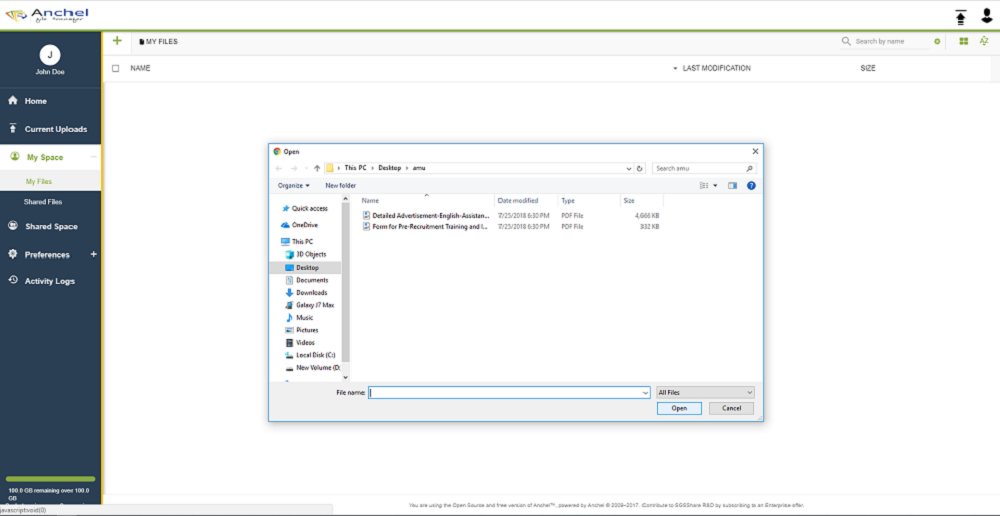 Anchel
file manager
J
John Doe
Home
Current Uploads
My Space
My Files
Shared Files
Shared Space
Preferences +
Activity Logs
100.0 GB remaining over 100.0
GB
javascript:void(0)
+ MY FILES
Search by name
NAME LAST MODIFICATION SIZE
Open
This PC > Desktop > amu
Search amu
Organize New folder
Name Date modified Type Size
Detailed Advertisement-English-Assistan... 7/25/2018 6:30 PM PDF File 4,666 KB
Form for Pre-Recruitment Training and I... 7/25/2018 6:30 PM PDF File 332 KB
Quick access
OneDrive
This PC
3D Objects
Desktop
Documents
Downloads
Galaxy J7 Max
Music
Pictures
Videos
Local Disk (C:)
New Volume (D:
File name:
All Files
Open Cancel
You are using the Open Source and free version of Anchel™, powered by Anchel © 2009–2017. Contribute to SGSShare R&D by subscribing to an Enterprise offer.